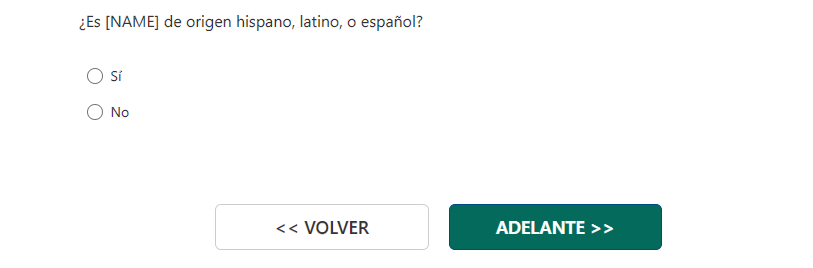 ¿Es [NAME] de origen hispano, latino, o español?
Sí
No
<< VOLVER
ADELANTE >>